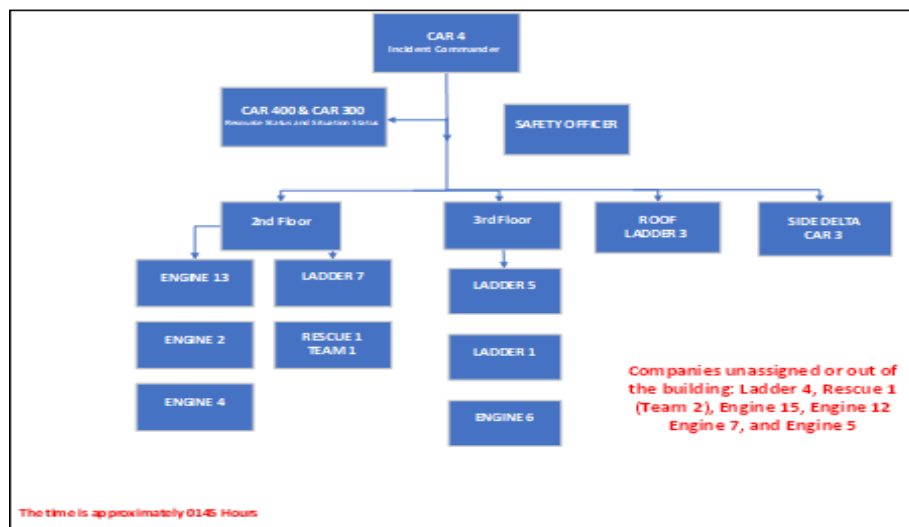 CAR 4
Incident Commander
CAR 400 & CAR 300
Resource Status and Situation Status
SAFETY OFFICER
2nd Floor
3rd Floor
ROOF
LADDER 3
SIDE DELTA
CAR 3
ENGINE 13
LADDER 7
LADDER 5
ENGINE 2
RESCUE 1
TEAM 1
LADDER 1
ENGINE 4
ENGINE 6
Companies unassigned or out of
the building: Ladder 4, Rescue 1
(Team 2), Engine 15, Engine 12
Engine 7, and Engine 5
The time is approximately 0145 Hours